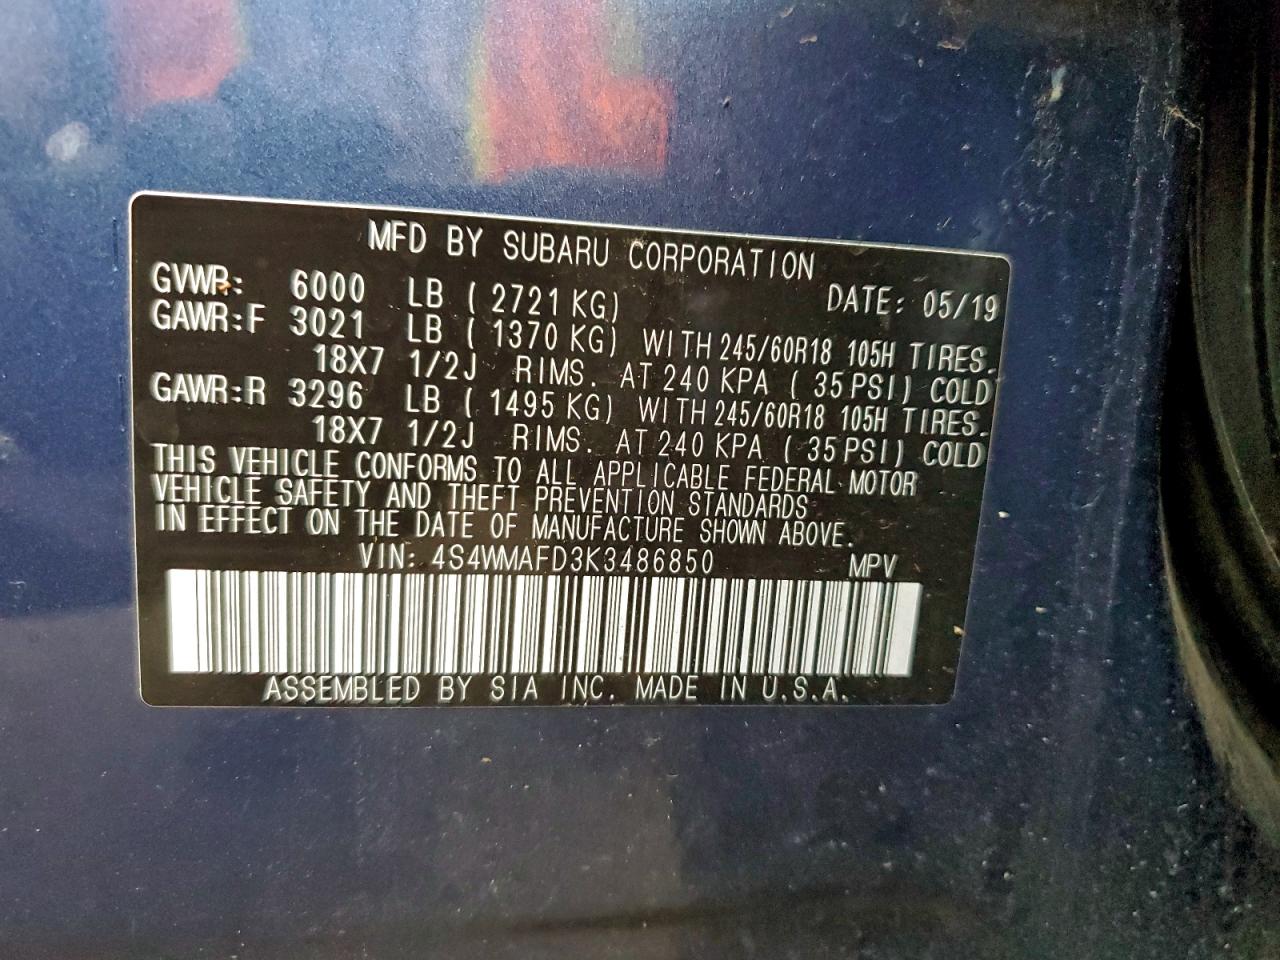 MFD BY SUBARU CORPORATION
GVWR: 6000 LB ( 2721 KG) DATE: 05/19
GAWR:F 3021 LB ( 1370 KG) WITH 245/60R18 105H TIRES.
18X7 1/2J RIMS. AT 240 KPA ( 35 PSI) COLD
GAWR:R 3296 LB ( 1495 KG) WITH 245/60R18 105H TIRES.
18X7 1/2J RIMS. AT 240 KPA ( 35 PSI) COLD
THIS VEHICLE CONFORMS TO ALL APPLICABLE FEDERAL MOTOR
VEHICLE SAFETY AND THEFT PREVENTION STANDARDS
IN EFFECT ON THE DATE OF MANUFACTURE SHOWN ABOVE.
VIN: 4S4WMAFD3K3486850 MPV
ASSEMBLED BY SIA INC. MADE IN U.S.A.